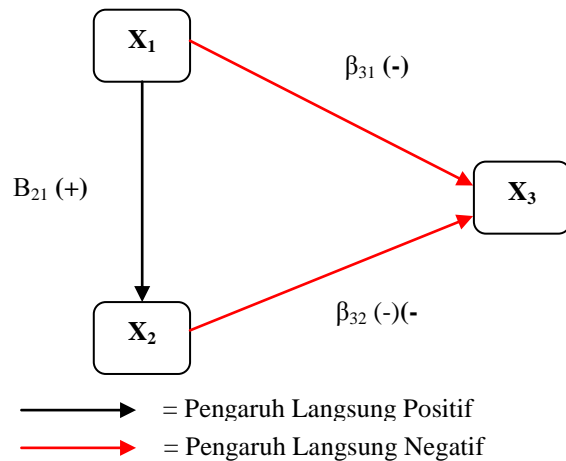 X₁
β₃₁ (-)
B₂₁ (+)
X₃
X₂
β₃₂ (-)(-
= Pengaruh Langsung Positif
= Pengaruh Langsung Negatif